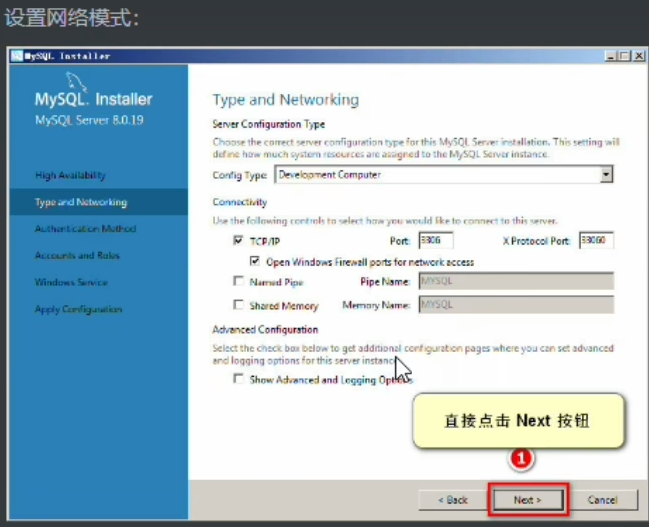 设置网络模式:
MySQL Installer
MySQL. Installer
MySQL Server 8.0.19
High Availability
Type and Networking
Authentication Method
Accounts and Roles
Windows Service
Apply Configuration
Type and Networking
Server Configuration Type
Choose the correct server configuration type for this MySQL Server installation. This setting will
define how much system resources are assigned to the MySQL Server instance.
Config Type: Development Computer
Connectivity
Use the following controls to select how you would like to connect to this server.
TCP/IP Port: 3306 X Protocol Port: 33060
Open Windows Firewall ports for network access
Named Pipe Pipe Name: MYSQL
Shared Memory Memory Name: MYSQL
Advanced Configuration
Select the check box below to get additional configuration pages where you can set advanced
and logging options for this server instance.
Show Advanced and Logging Options
直接点击 Next 按钮
1
< Back Next > Cancel